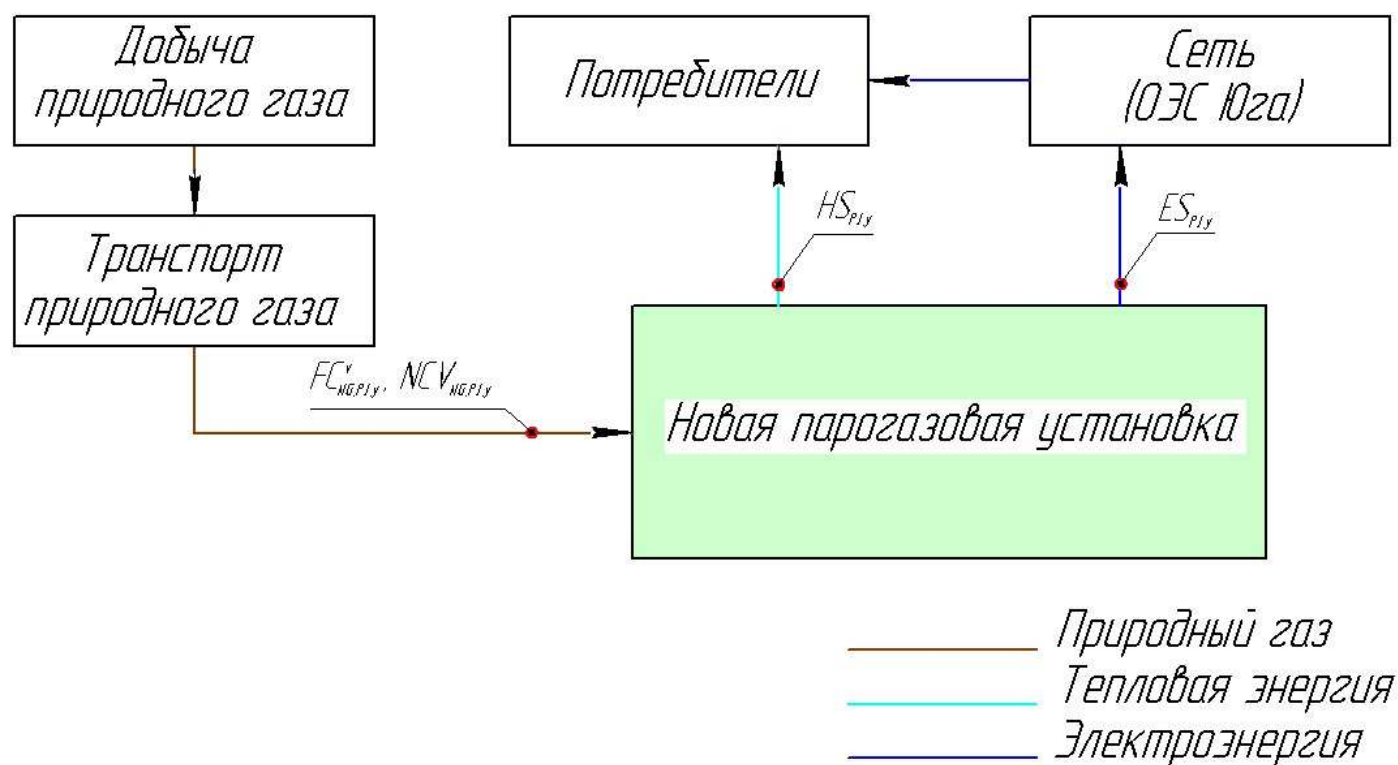 Добыча
природного газа
Потребители
Сеть
(ОЭС Юга)
Транспорт
природного газа
HS_PJ,y
ES_PJ,y
FC^v_NG,PJ,y, NCV_NG,PJ,y
Новая парогазовая установка
Природный газ
Тепловая энергия
Электроэнергия